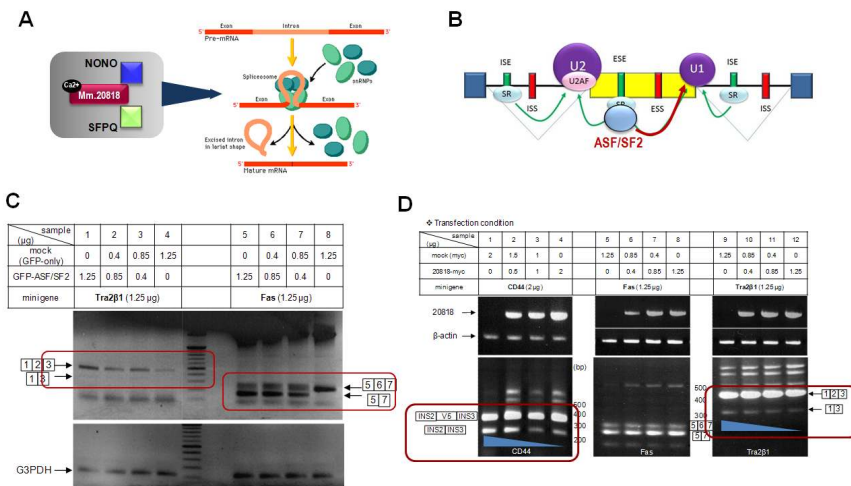 A
NONO
Ca2+
Mm.20818
SFPQ
Exon Intron Exon
5' 3'
Pre-mRNA
Spliceosome
snRNPs
Exon Exon
5' 3'
Excised Intron
in lariat shape
5' 3'
Mature mRNA
B
ISE
SR
ISS
U2
U2AF
ESE
SR
ESS
U1
ISE
SR
ISS
ASF/SF2
C
sample
(µg)
1 2 3 4 5 6 7 8
mock
(GFP-only)
0 0.4 0.85 1.25 0 0.4 0.85 1.25
GFP-ASF/SF2 1.25 0.85 0.4 0 1.25 0.85 0.4 0
minigene Tra2β1 (1.25 µg) Fas (1.25 µg)
1 2 3
1 3
5 6 7
5 7
G3PDH
D
❖ Transfection condition
sample
(µg)
1 2 3 4 5 6 7 8 9 10 11 12
mock (myc) 2 1.5 1 0 1.25 0.85 0.4 0 1.25 0.85 0.4 0
20818-myc 0 0.5 1 2 0 0.4 0.85 1.25 0 0.4 0.85 1.25
minigene CD44 (2 µg) Fas (1.25 µg) Tra2β1 (1.25 µg)
20818
β-actin
(bp)
500
400
300
200
INS2 V5 INS3
INS2 INS3
CD44
5 6 7
5 7
Fas
500
400
300
1 2 3
1 3
Tra2β1